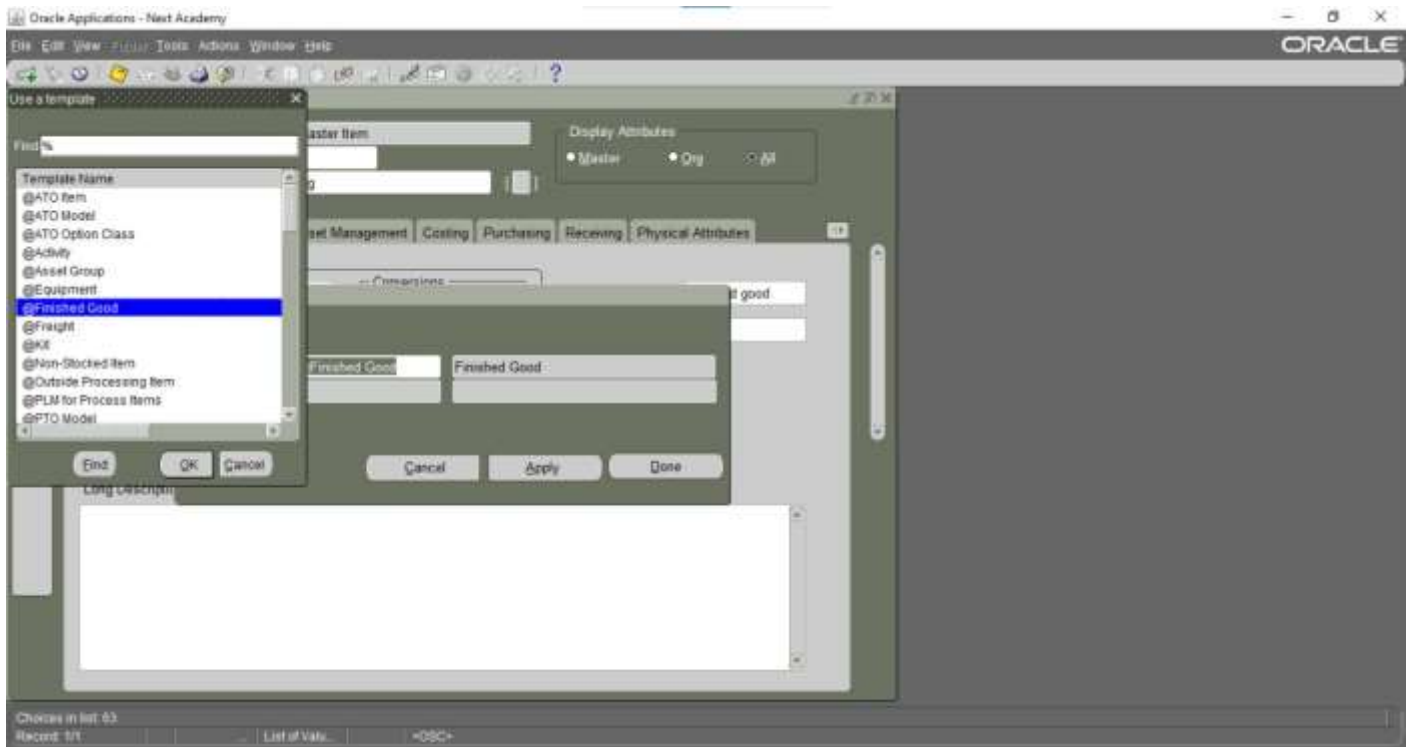 Oracle Applications - Next Academy
File Edit View Folder Tools Actions Window Help
ORACLE
Use a template
Find %
Template Name
@ATO Item
@ATO Model
@ATO Option Class
@Activity
@Asset Group
@Equipment
@Finished Good
@Freight
@Kit
@Non-Stocked Item
@Outside Processing Item
@PLM for Process Items
@PTO Model
Find OK Cancel
aster Item
Display Attributes
Master Org All
g
[ ]
set Management Costing Purchasing Receiving Physical Attributes
Conversions
d good
Finished Good Finished Good
Cancel Apply Done
Long Descripti
Choices in list: 63
Record: 1/1 ... List of Valu... <OSC>